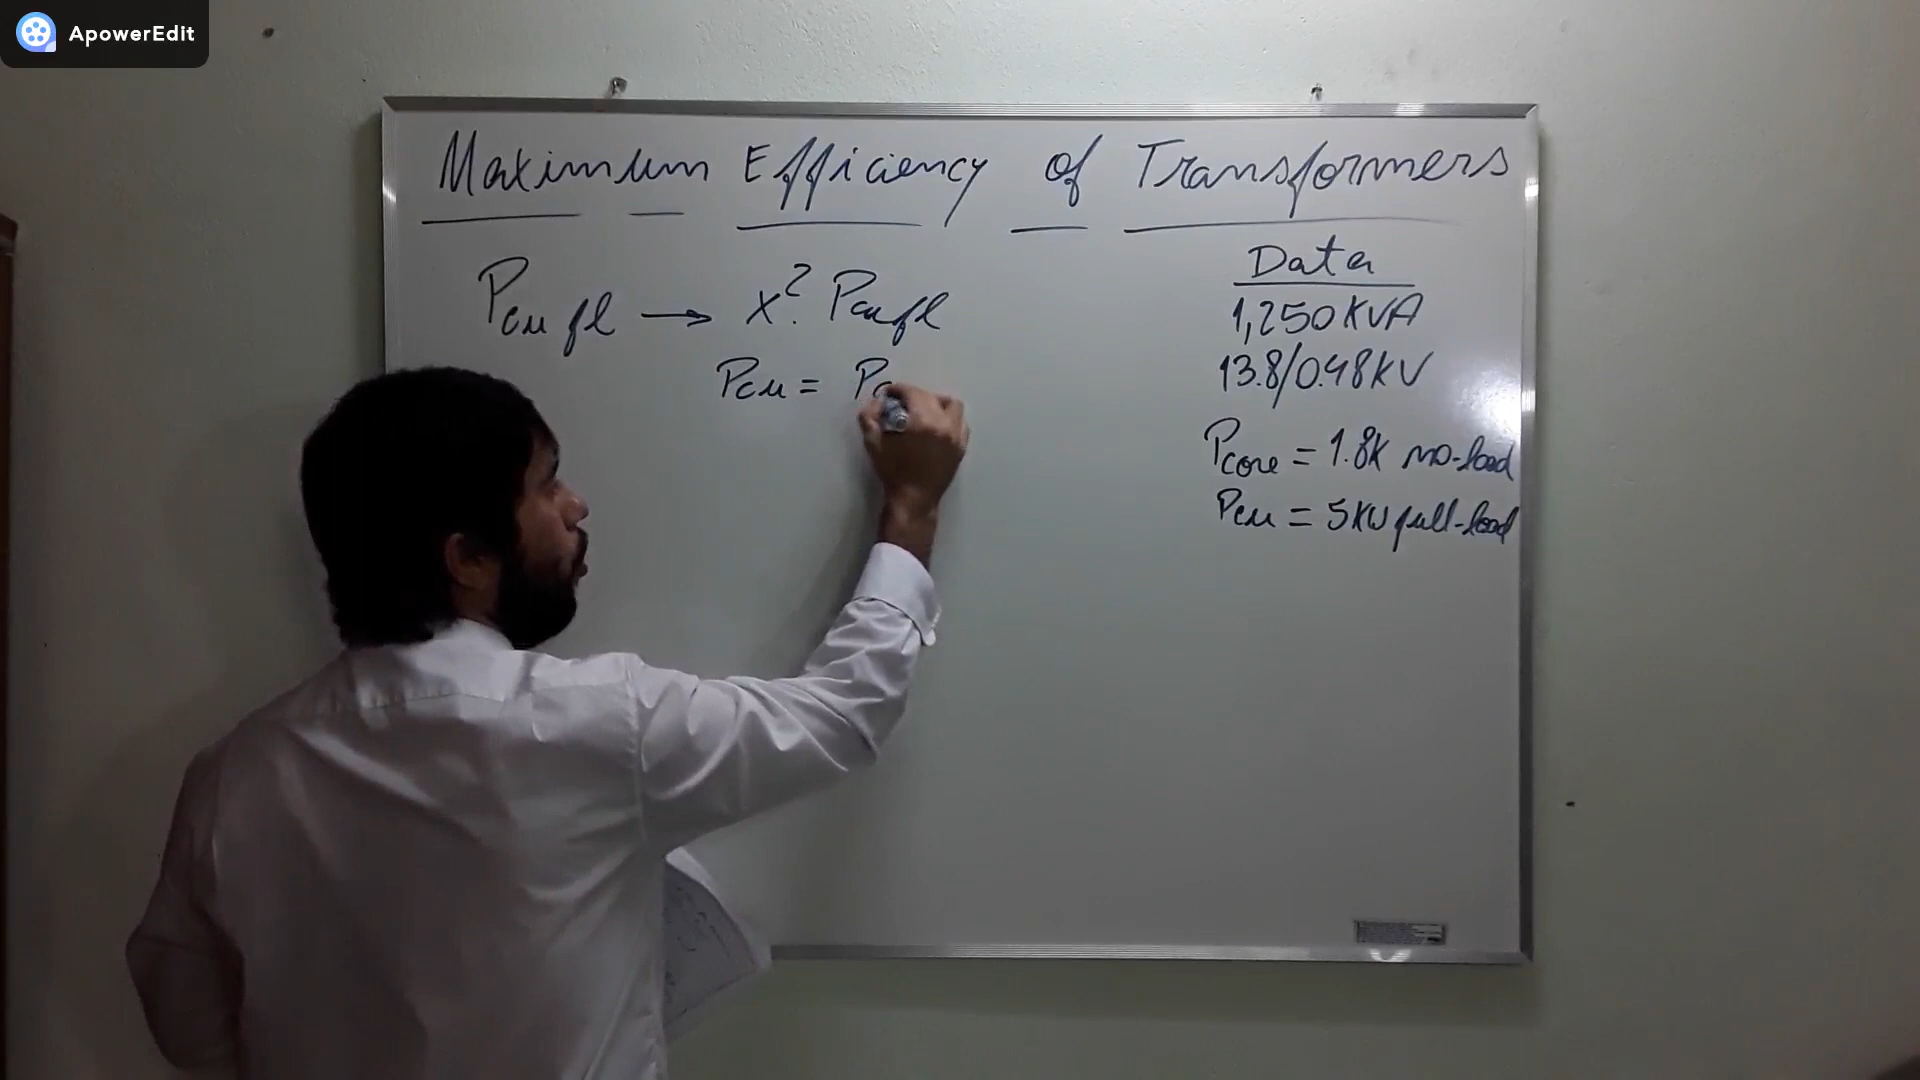 ApowerEdit
Maximum Efficiency of Transformers
Pcu fl → x². Pcu fl
Pcu = Pc
Data
1,250 KVA
13.8/0.48 KV
Pcore = 1.8K no-load
Pcu = 5KW full-load